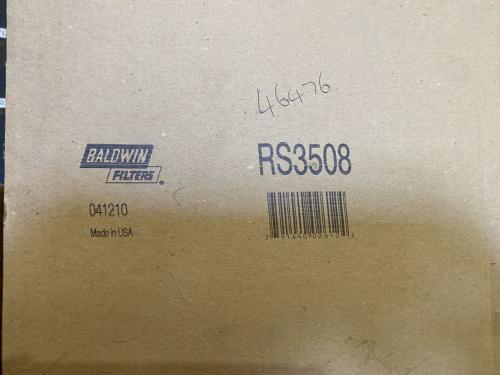 46476
BALDWIN
FILTERS
RS3508
041210
Made in USA